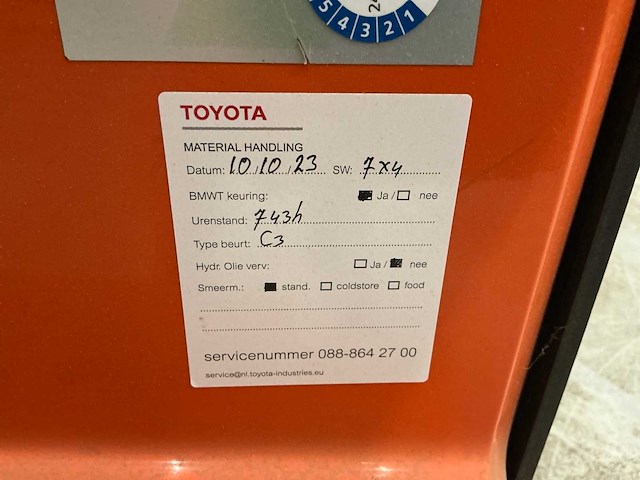 5 4 3 2 1
24
TOYOTA
MATERIAL HANDLING
Datum: 10/10/23 SW: 7x4
BMWT keuring: Ja / nee
Urenstand: 743h
Type beurt: C3
Hydr. Olie verv: Ja / nee
Smeerm.: stand. coldstore food
servicenummer 088-864 27 00
service@nl.toyota-industries.eu